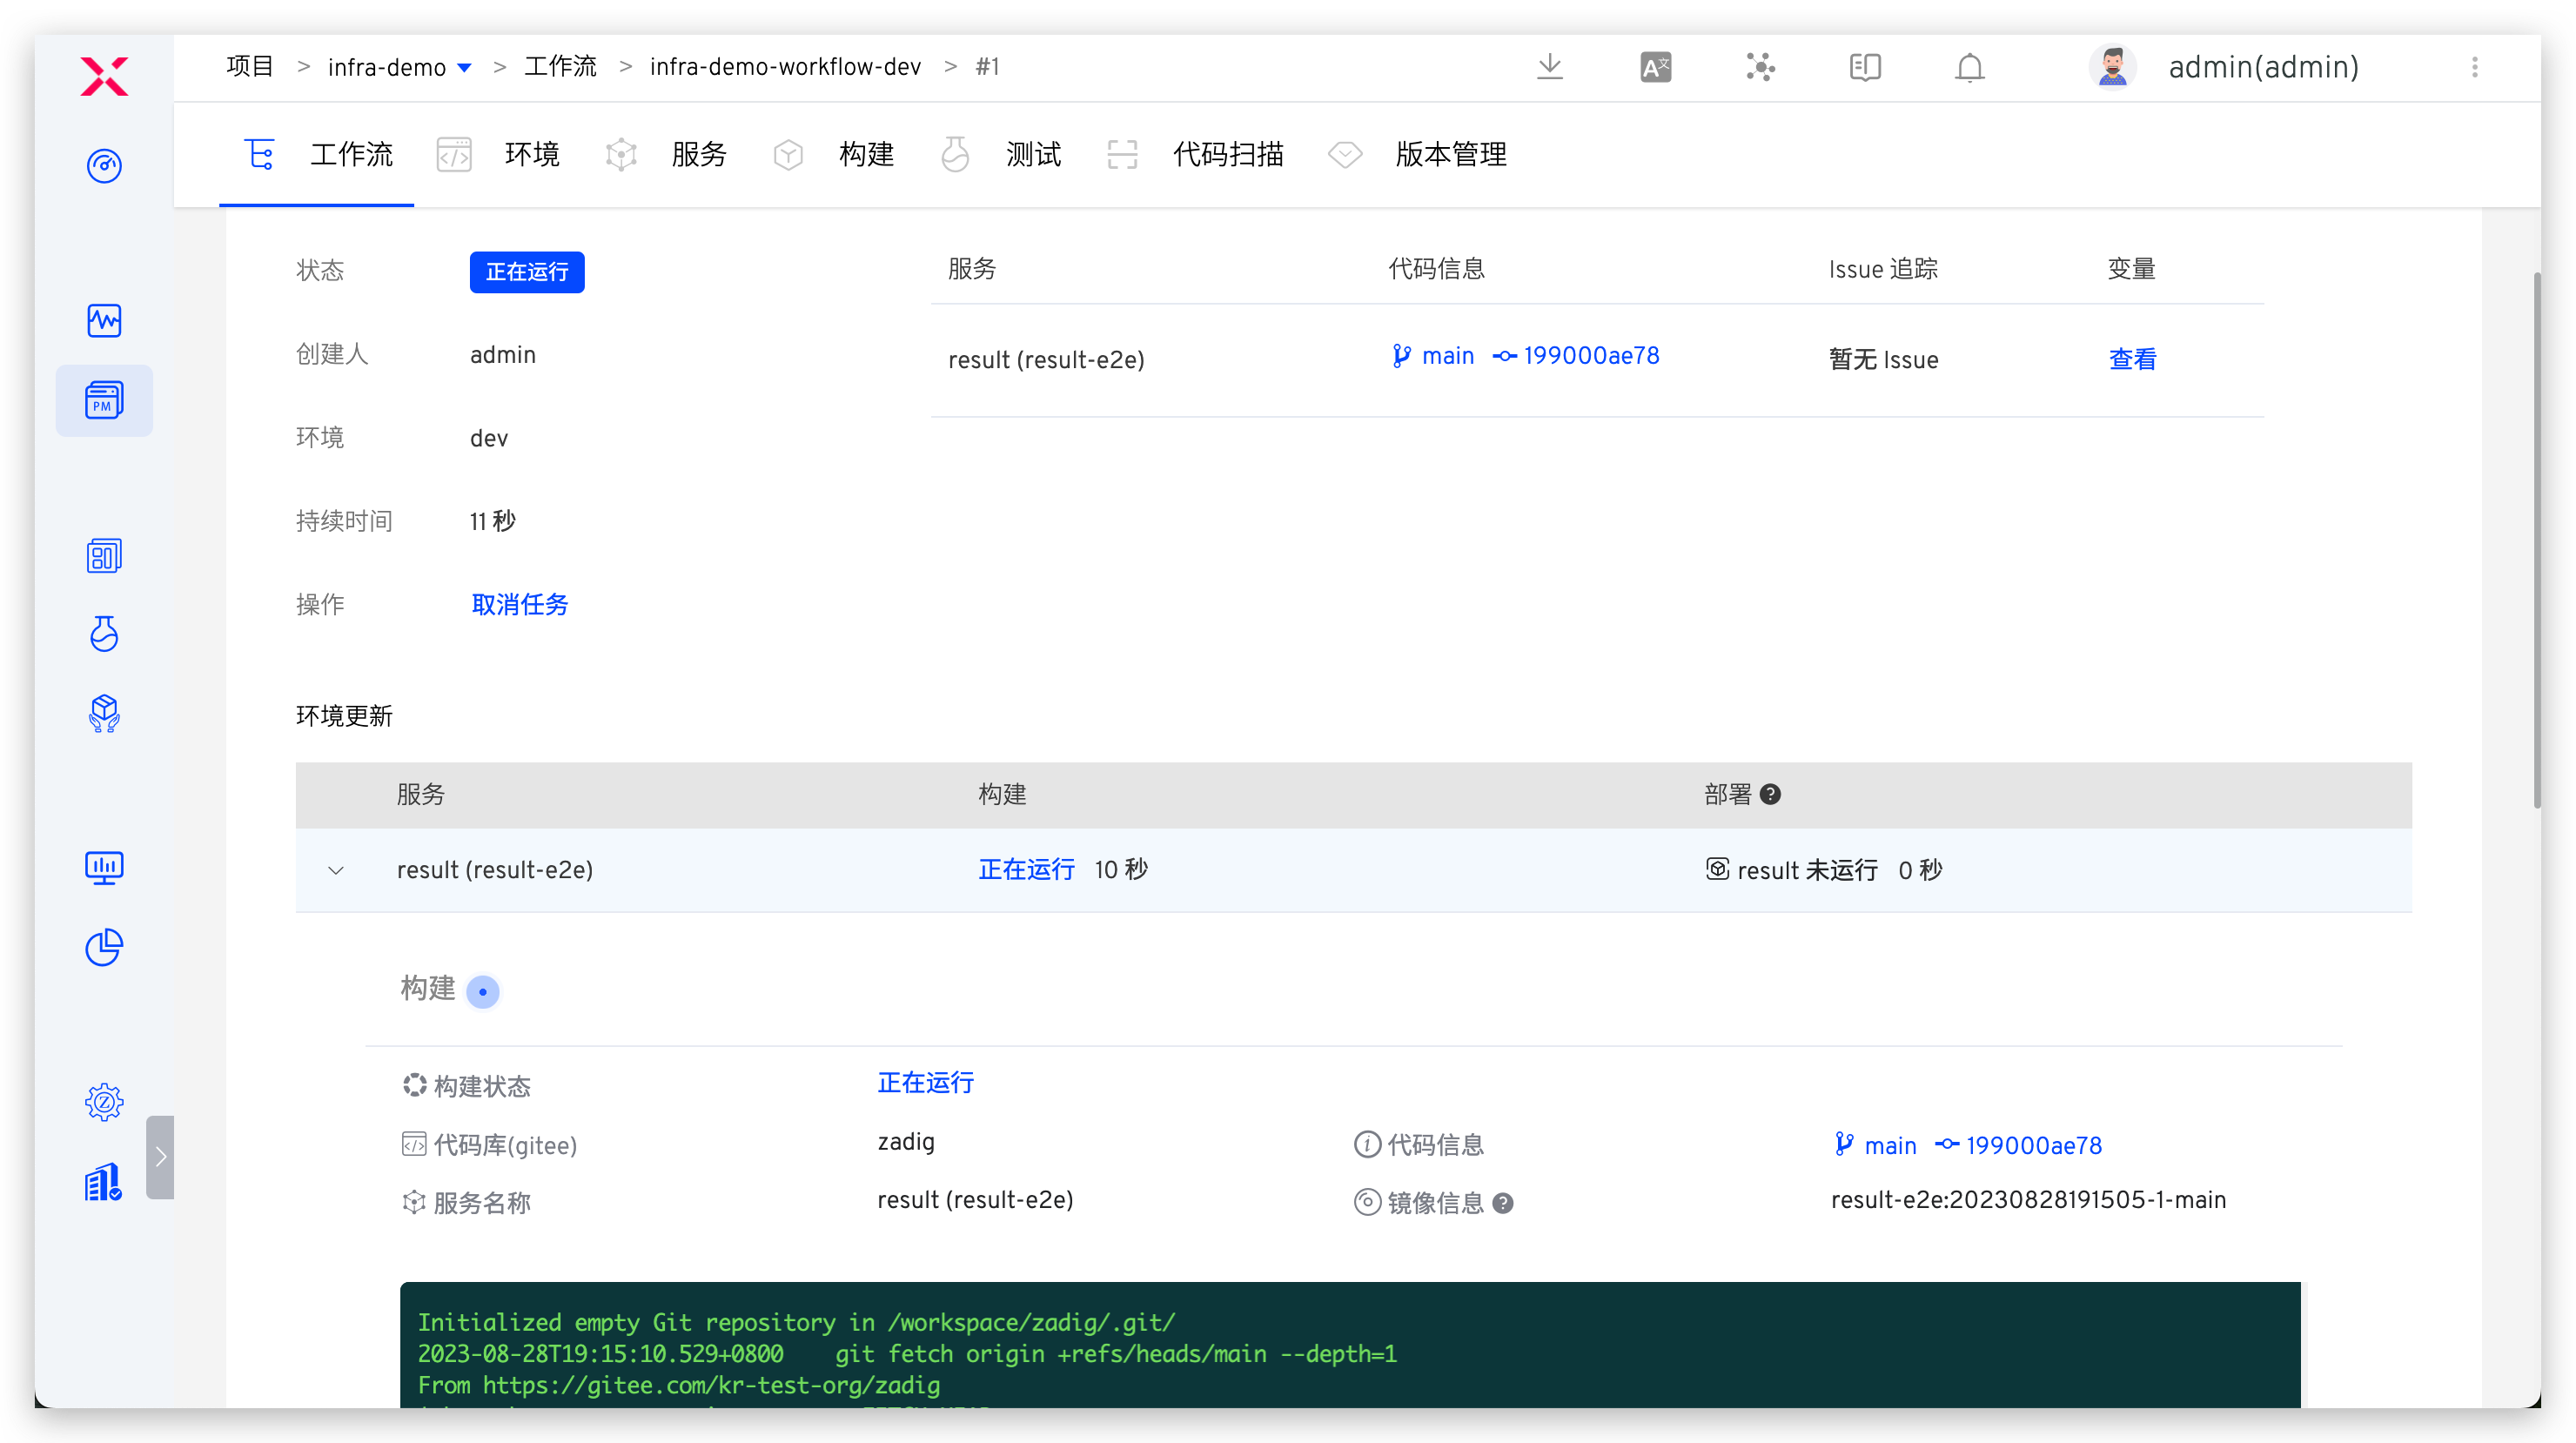 项目 > infra-demo > 工作流 > infra-demo-workflow-dev > #1
admin(admin)
工作流 环境 服务 构建 测试 代码扫描 版本管理
PM
状态 正在运行
创建人 admin
环境 dev
持续时间 11 秒
操作 取消任务
服务 代码信息 Issue 追踪 变量
result (result-e2e) main 199000ae78 暂无 Issue 查看
环境更新
服务 构建 部署
result (result-e2e) 正在运行 10 秒 result 未运行 0 秒
构建
构建状态 正在运行
代码库(gitee) zadig 代码信息 main 199000ae78
服务名称 result (result-e2e) 镜像信息 result-e2e:20230828191505-1-main
Initialized empty Git repository in /workspace/zadig/.git/
2023-08-28T19:15:10.529+0800 git fetch origin +refs/heads/main --depth=1
From https://gitee.com/kr-test-org/zadig